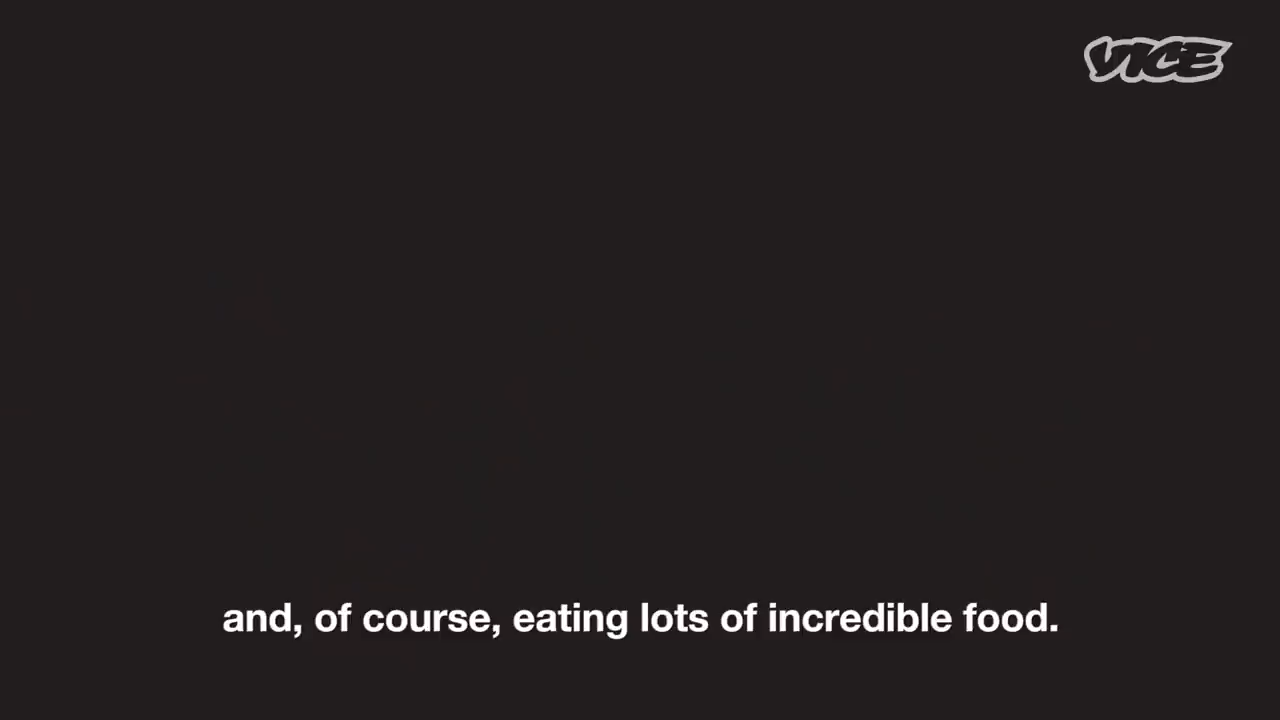 VICE
and, of course, eating lots of incredible food.